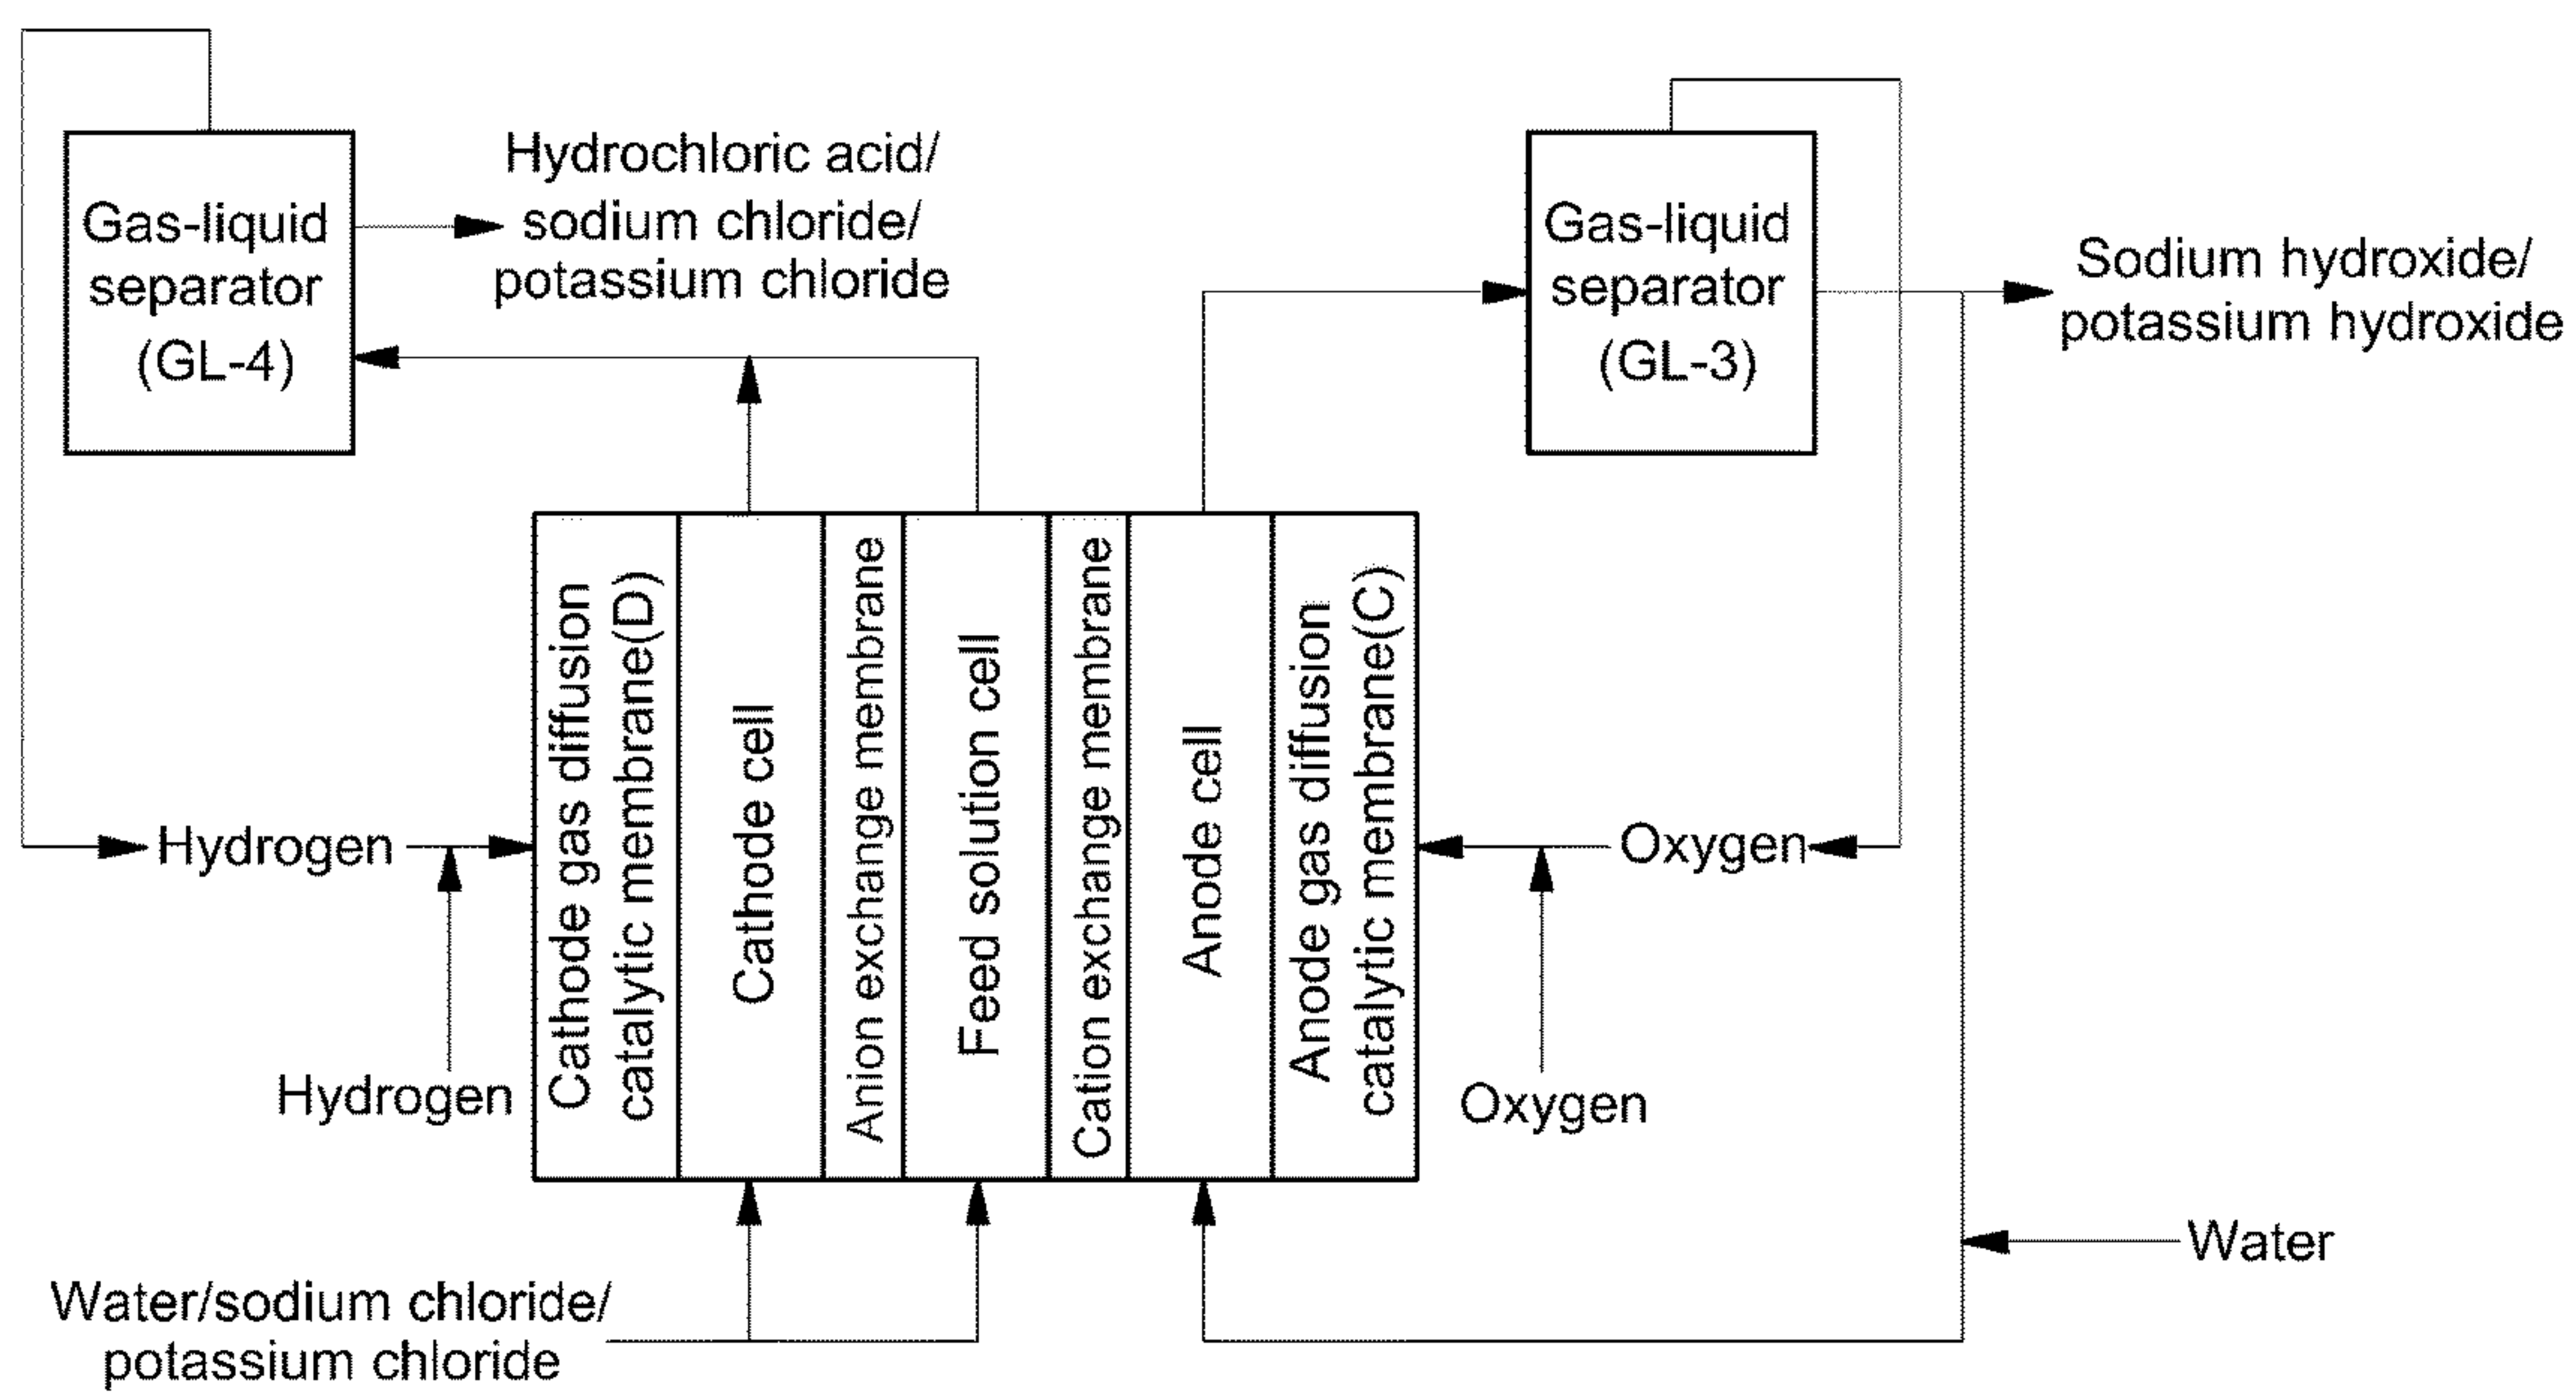 Gas-liquid
separator
(GL-4)
Hydrochloric acid/
sodium chloride/
potassium chloride
Gas-liquid
separator
(GL-3)
Sodium hydroxide/
potassium hydroxide
Hydrogen
Hydrogen
Cathode gas diffusion
catalytic membrane(D)
Cathode cell
Anion exchange membrane
Feed solution cell
Cation exchange membrane
Anode cell
Anode gas diffusion
catalytic membrane(C)
Oxygen
Oxygen
Water
Water/sodium chloride/
potassium chloride